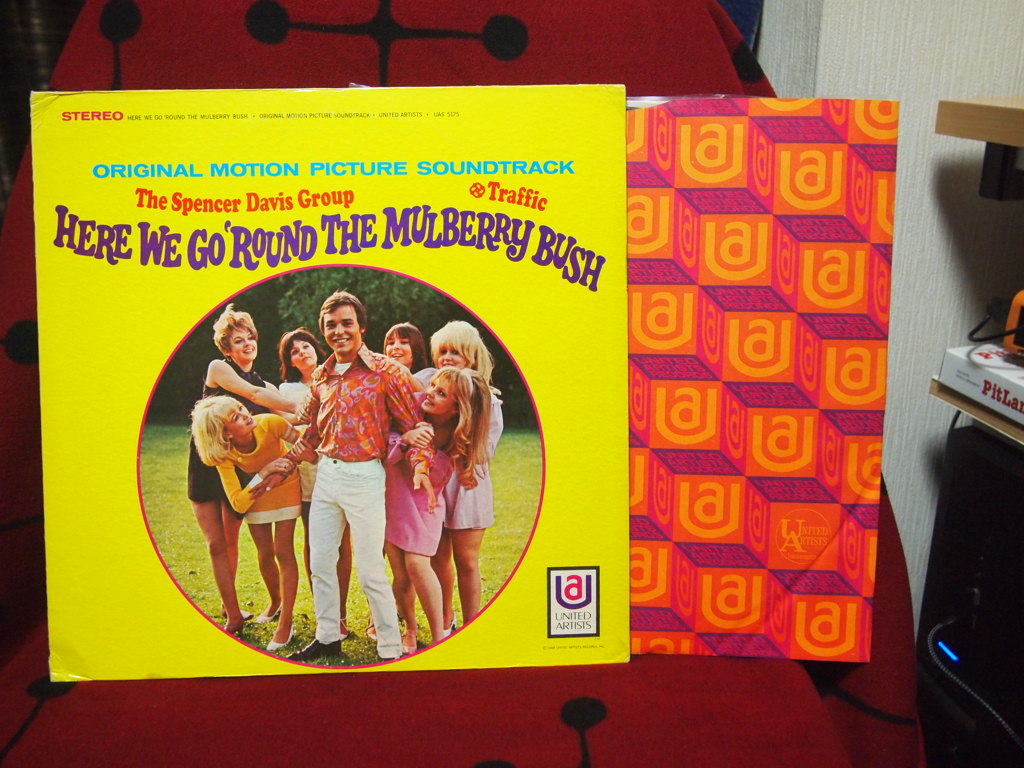 STEREO HERE WE GO 'ROUND THE MULBERRY BUSH • ORIGINAL MOTION PICTURE SOUNDTRACK • UNITED ARTISTS • UAS 5175
ORIGINAL MOTION PICTURE SOUNDTRACK
The Spencer Davis Group
Traffic
HERE WE GO 'ROUND THE MULBERRY BUSH
ua
UNITED
ARTISTS
UNITED
ARTISTS
PitLa